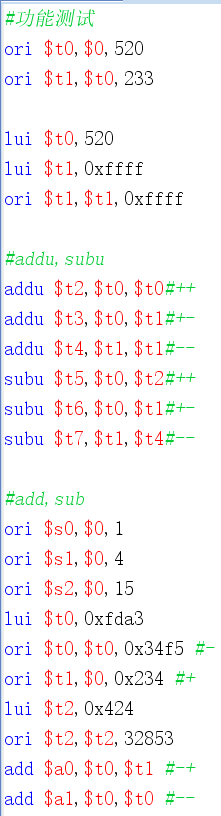 #功能测试
ori $t0,$0,520
ori $t1,$t0,233
lui $t0,520
lui $t1,0xffff
ori $t1,$t1,0xffff
#addu,subu
addu $t2,$t0,$t0#++
addu $t3,$t0,$t1#+-
addu $t4,$t1,$t1#--
subu $t5,$t0,$t2#++
subu $t6,$t0,$t1#+-
subu $t7,$t1,$t4#--
#add,sub
ori $s0,$0,1
ori $s1,$0,4
ori $s2,$0,15
lui $t0,0xfda3
ori $t0,$t0,0x34f5 #-
ori $t1,$0,0x234 #+
lui $t2,0x424
ori $t2,$t2,32853
add $a0,$t0,$t1 #-+
add $a1,$t0,$t0 #--